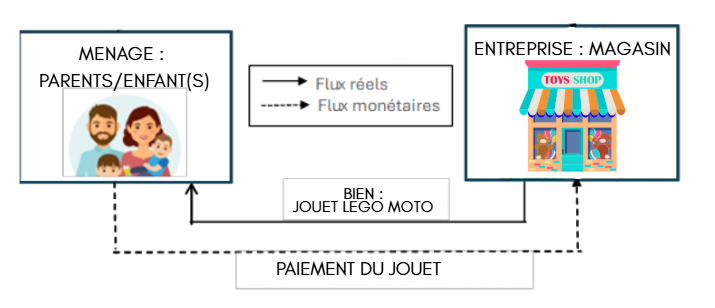 MENAGE :
PARENTS/ENFANT(S)
ENTREPRISE : MAGASIN
TOYS SHOP
Flux réels
Flux monétaires
BIEN :
JOUET LEGO MOTO
PAIEMENT DU JOUET